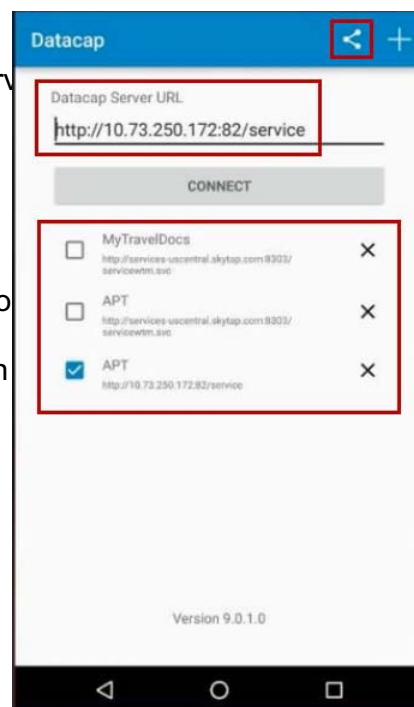 Datacap
Datacap Server URL
http://10.73.250.172:82/service
CONNECT
MyTravelDocs
http://services-uscentral.skytap.com:8303/
servicewtm.svc
APT
http://services-uscentral.skytap.com:8303/
servicewtm.svc
APT
http://10.73.250.172:82/service
Version 9.0.1.0